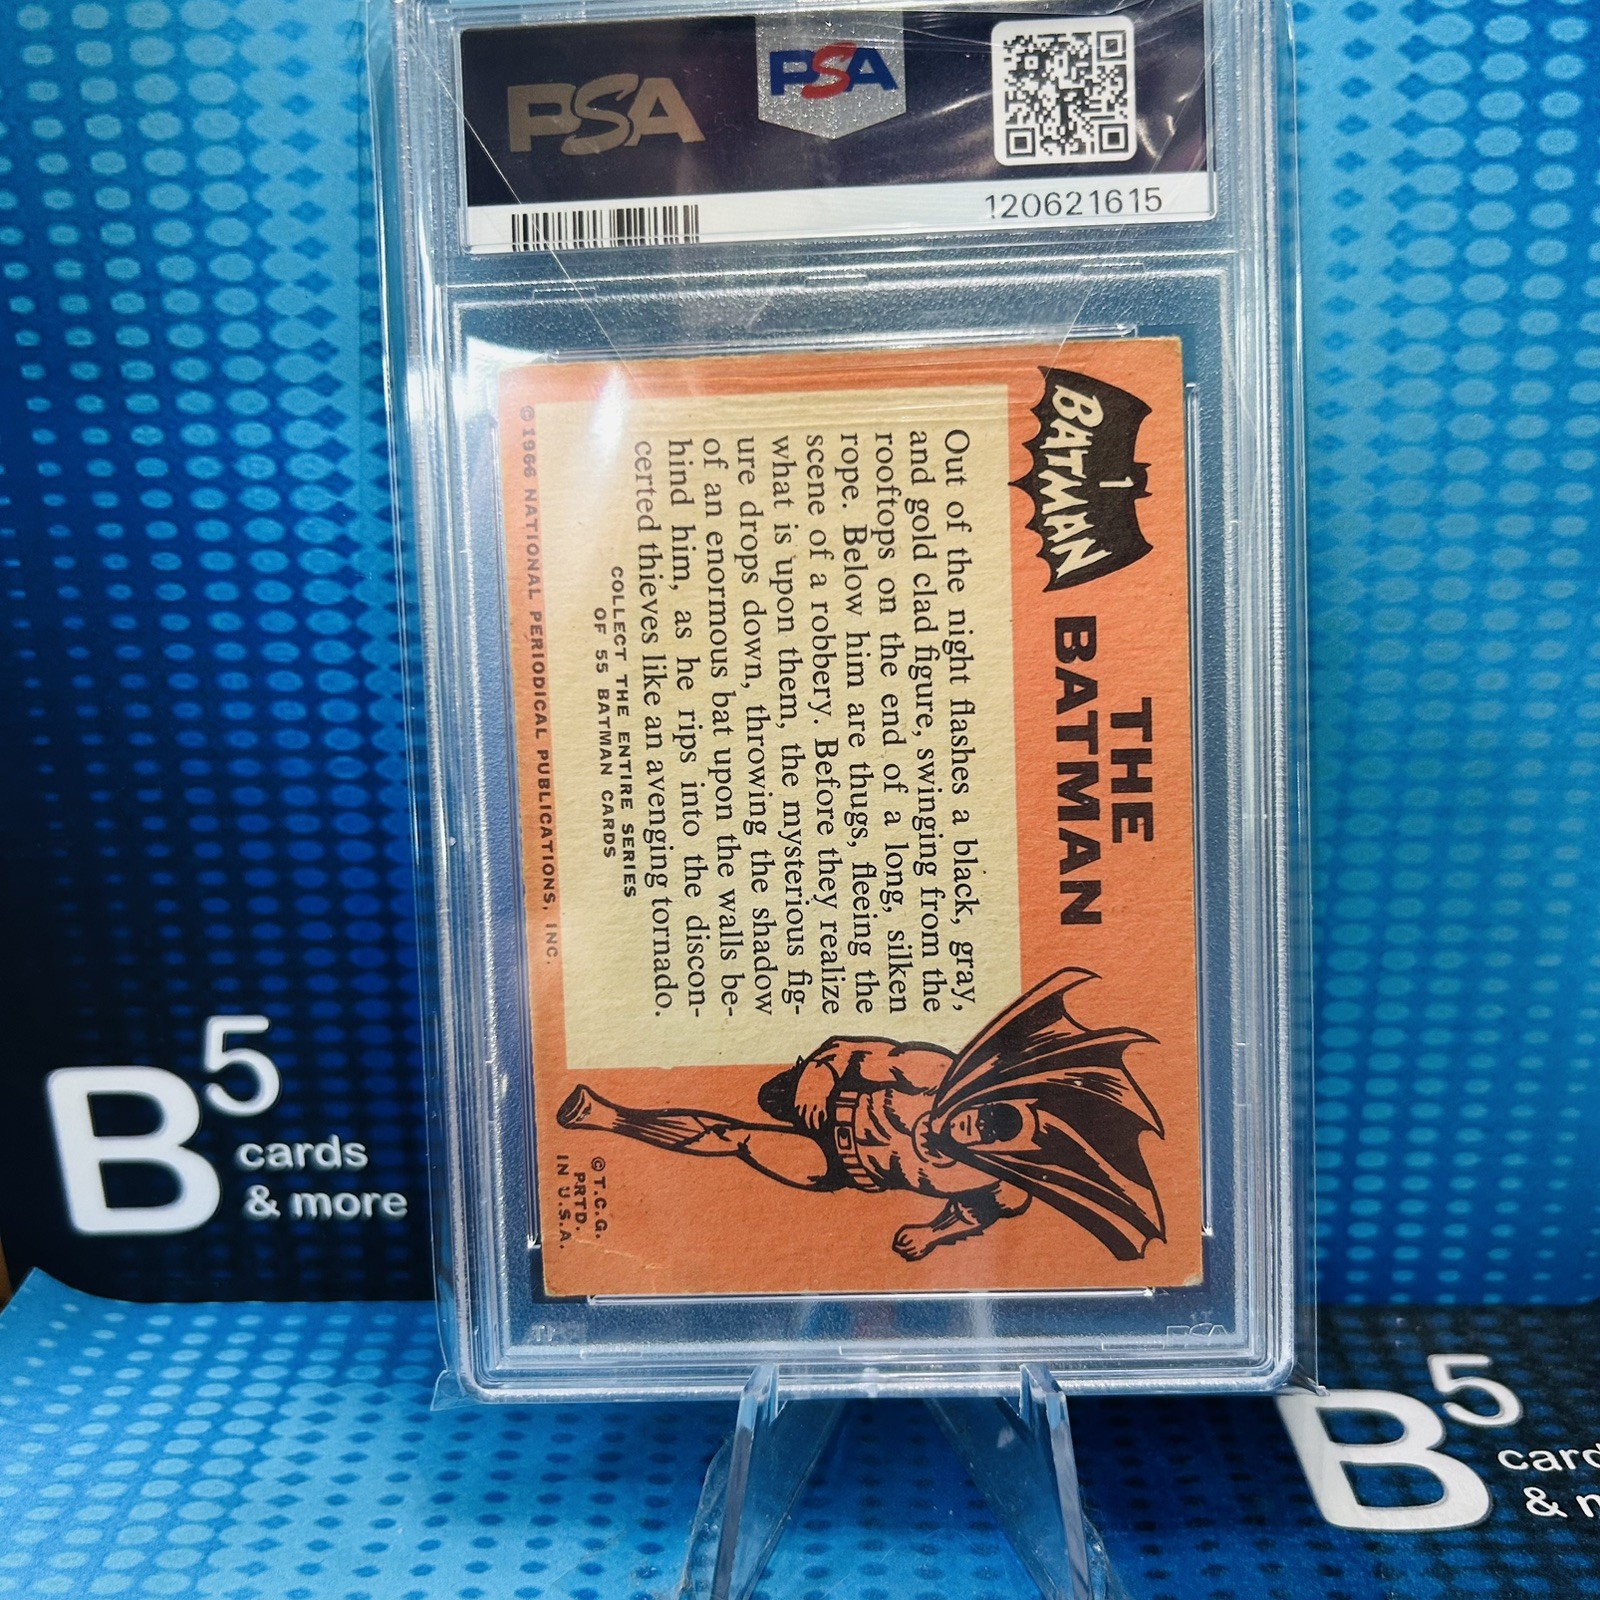 PSA
PSA
120621615
1
BATMAN
THE
BATMAN
Out of the night flashes a black, gray,
and gold clad figure, swinging from the
rooftops on the end of a long, silken
rope. Below him are thugs, fleeing the
scene of a robbery. Before they realize
what is upon them, the mysterious fig-
ure drops down, throwing the shadow
of an enormous bat upon the walls be-
hind him, as he rips into the discon-
certed thieves like an avenging tornado.
COLLECT THE ENTIRE SERIES
OF 55 BATMAN CARDS
© 1966 NATIONAL PERIODICAL PUBLICATIONS, INC.
© T.C.G.
PRTD.
IN U.S.A.
PSA
B5
cards
& more
B5
card
& m